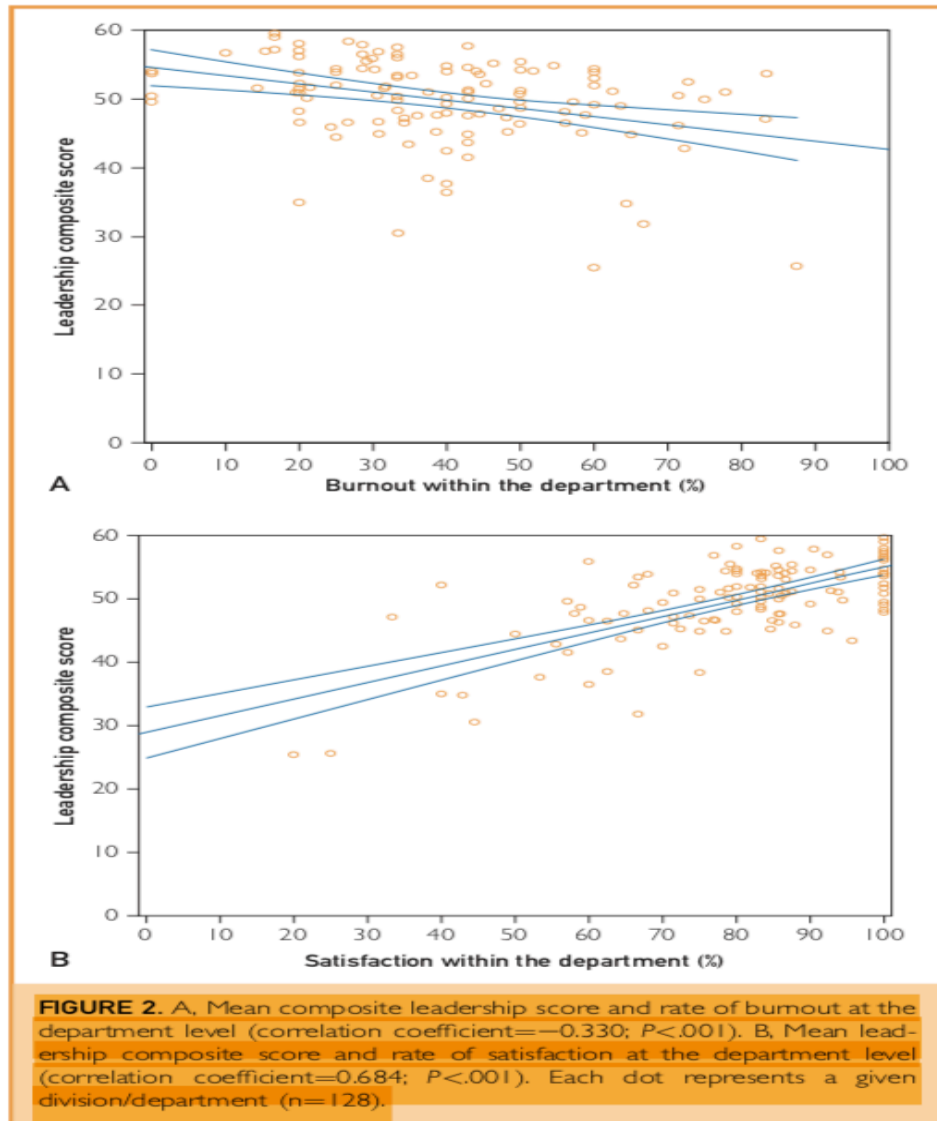 60
50
40
30
20
10
0
Leadership composite score
0 10 20 30 40 50 60 70 80 90 100
A
Burnout within the department (%)
60
50
40
30
20
10
0
Leadership composite score
0 10 20 30 40 50 60 70 80 90 100
B
Satisfaction within the department (%)
FIGURE 2. A, Mean composite leadership score and rate of burnout at the
department level (correlation coefficient=−0.330; P<.001). B, Mean lead-
ership composite score and rate of satisfaction at the department level
(correlation coefficient=0.684; P<.001). Each dot represents a given
division/department (n=128).